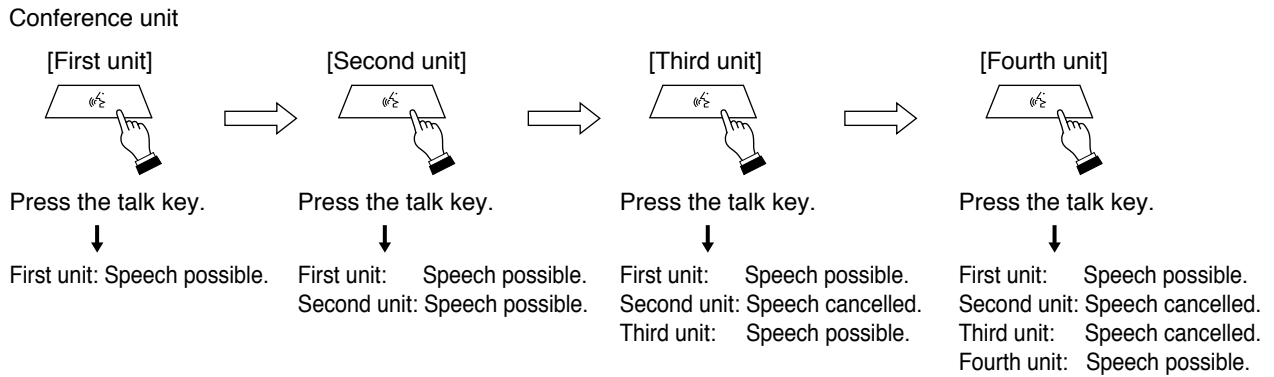 Conference unit
[First unit]
Press the talk key.
First unit: Speech possible.
[Second unit]
Press the talk key.
First unit: Speech possible.
Second unit: Speech possible.
[Third unit]
Press the talk key.
First unit: Speech possible.
Second unit: Speech cancelled.
Third unit: Speech possible.
[Fourth unit]
Press the talk key.
First unit: Speech possible.
Second unit: Speech cancelled.
Third unit: Speech cancelled.
Fourth unit: Speech possible.